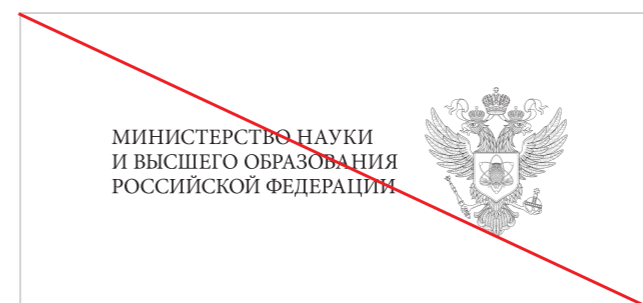 МИНИСТЕРСТВО НАУКИ
И ВЫСШЕГО ОБРАЗОВАНИЯ
РОССИЙСКОЙ ФЕДЕРАЦИИ